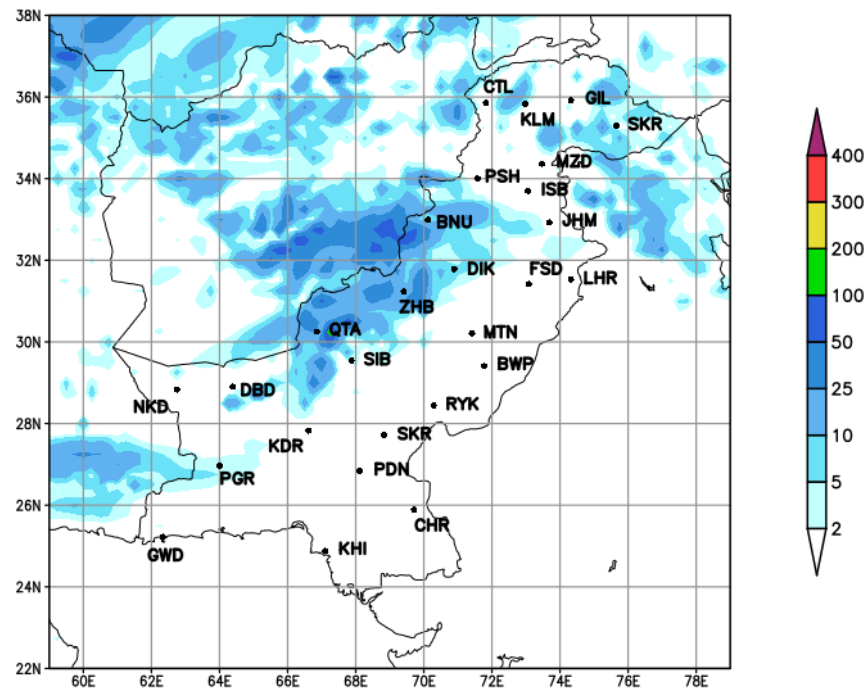 38N
36N
34N
32N
30N
28N
26N
24N
22N
60E 62E 64E 66E 68E 70E 72E 74E 76E 78E
CTL
KLM
GIL
SKR
MZD
PSH
ISB
BNU
JHM
DIK
FSD
LHR
ZHB
QTA
MTN
SIB
BWP
NKD
DBD
RYK
KDR
SKR
PGR
PDN
CHR
GWD
KHI
400
300
200
100
50
25
10
5
2